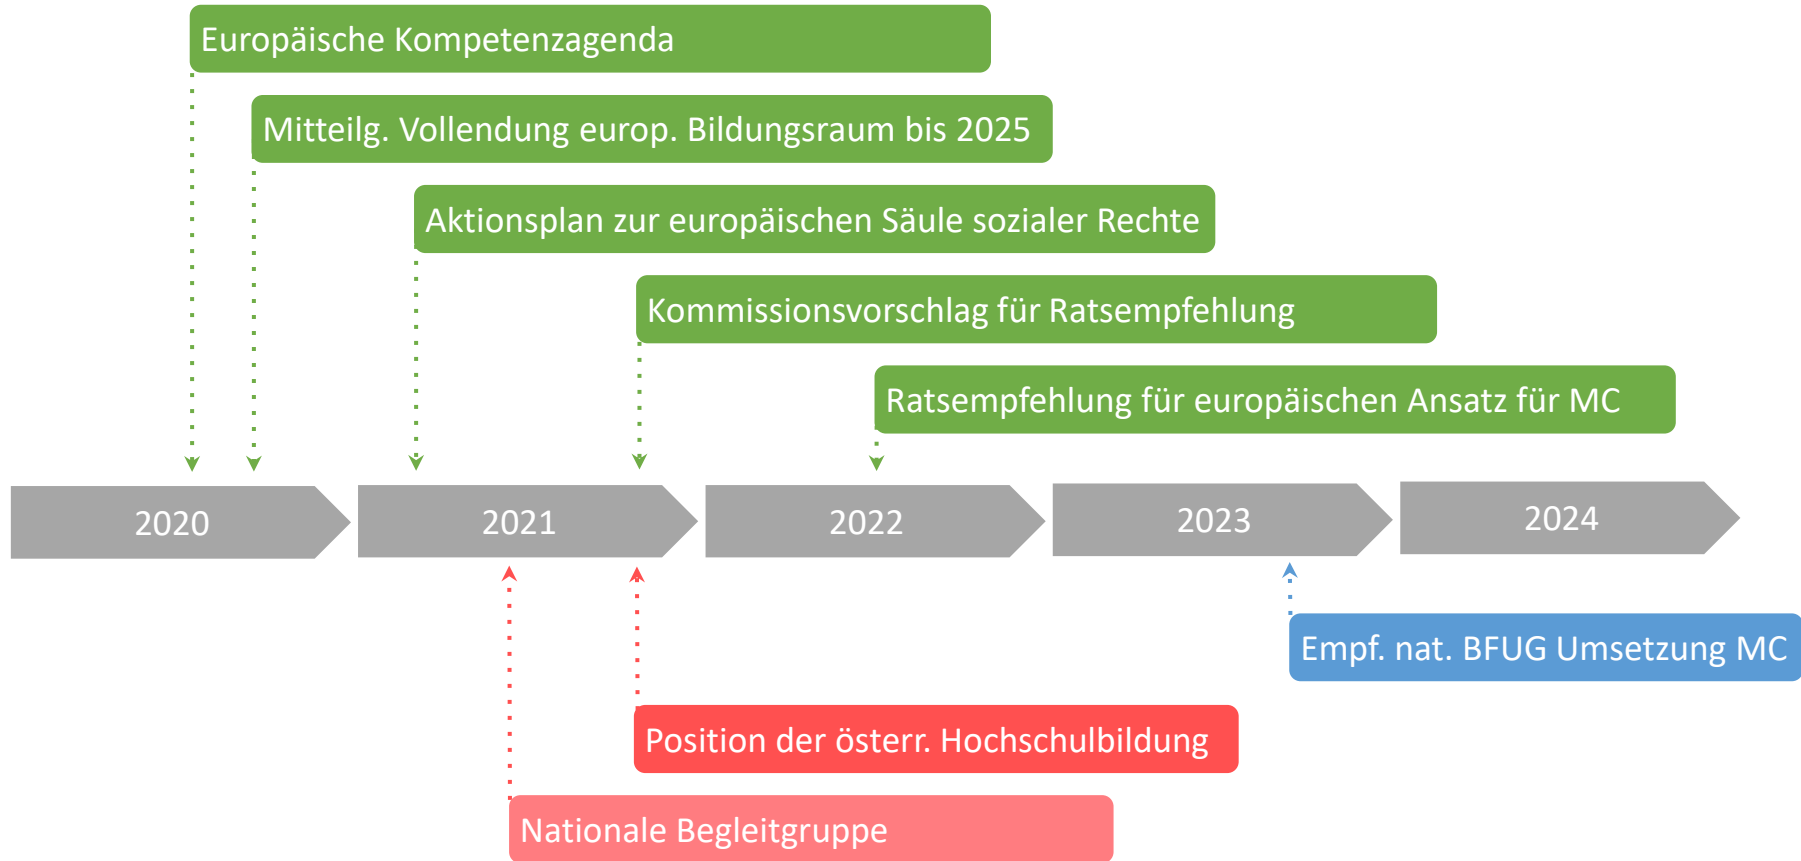 Europäische Kompetenzagenda
Mitteilg. Vollendung europ. Bildungsraum bis 2025
Aktionsplan zur europäischen Säule sozialer Rechte
Kommissionsvorschlag für Ratsempfehlung
Ratsempfehlung für europäischen Ansatz für MC
2020
2021
2022
2023
2024
Empf. nat. BFUG Umsetzung MC
Position der österr. Hochschulbildung
Nationale Begleitgruppe